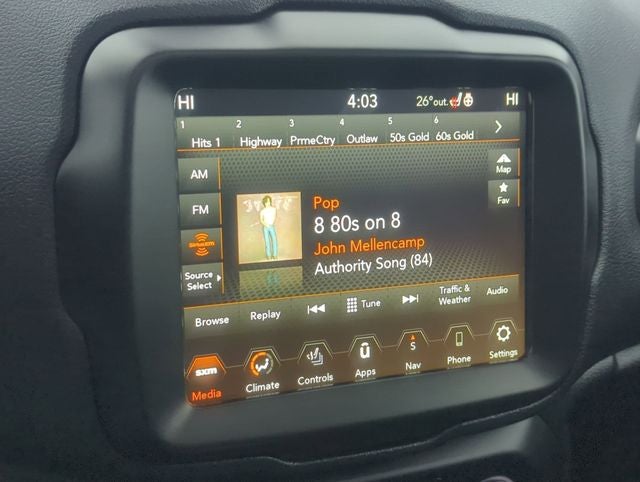 HI 4:03 26°out. HI
1 2 3 4 5 6
Hits 1 Highway PrmeCtry Outlaw 50s Gold 60s Gold
AM
FM
SiriusXM
Source
Select
Pop
8 80s on 8
John Mellencamp
Authority Song (84)
Map
Fav
Browse Replay Tune Traffic &
Weather Audio
sxm
Media Climate Controls
ū
Apps
S
Nav Phone Settings